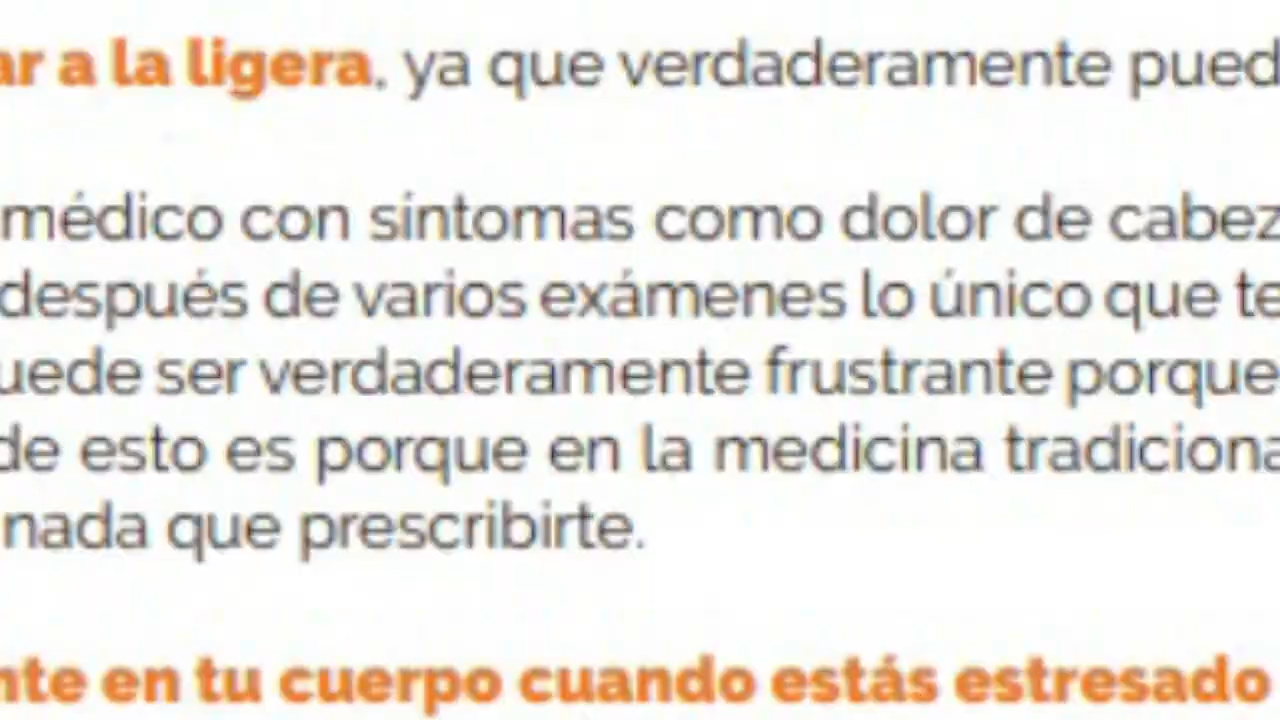 ar a la ligera, ya que verdaderamente pued
médico con síntomas como dolor de cabez
después de varios exámenes lo único que te
uede ser verdaderamente frustrante porque
de esto es porque en la medicina tradiciona
nada que prescribirte.
nte en tu cuerpo cuando estás estresado